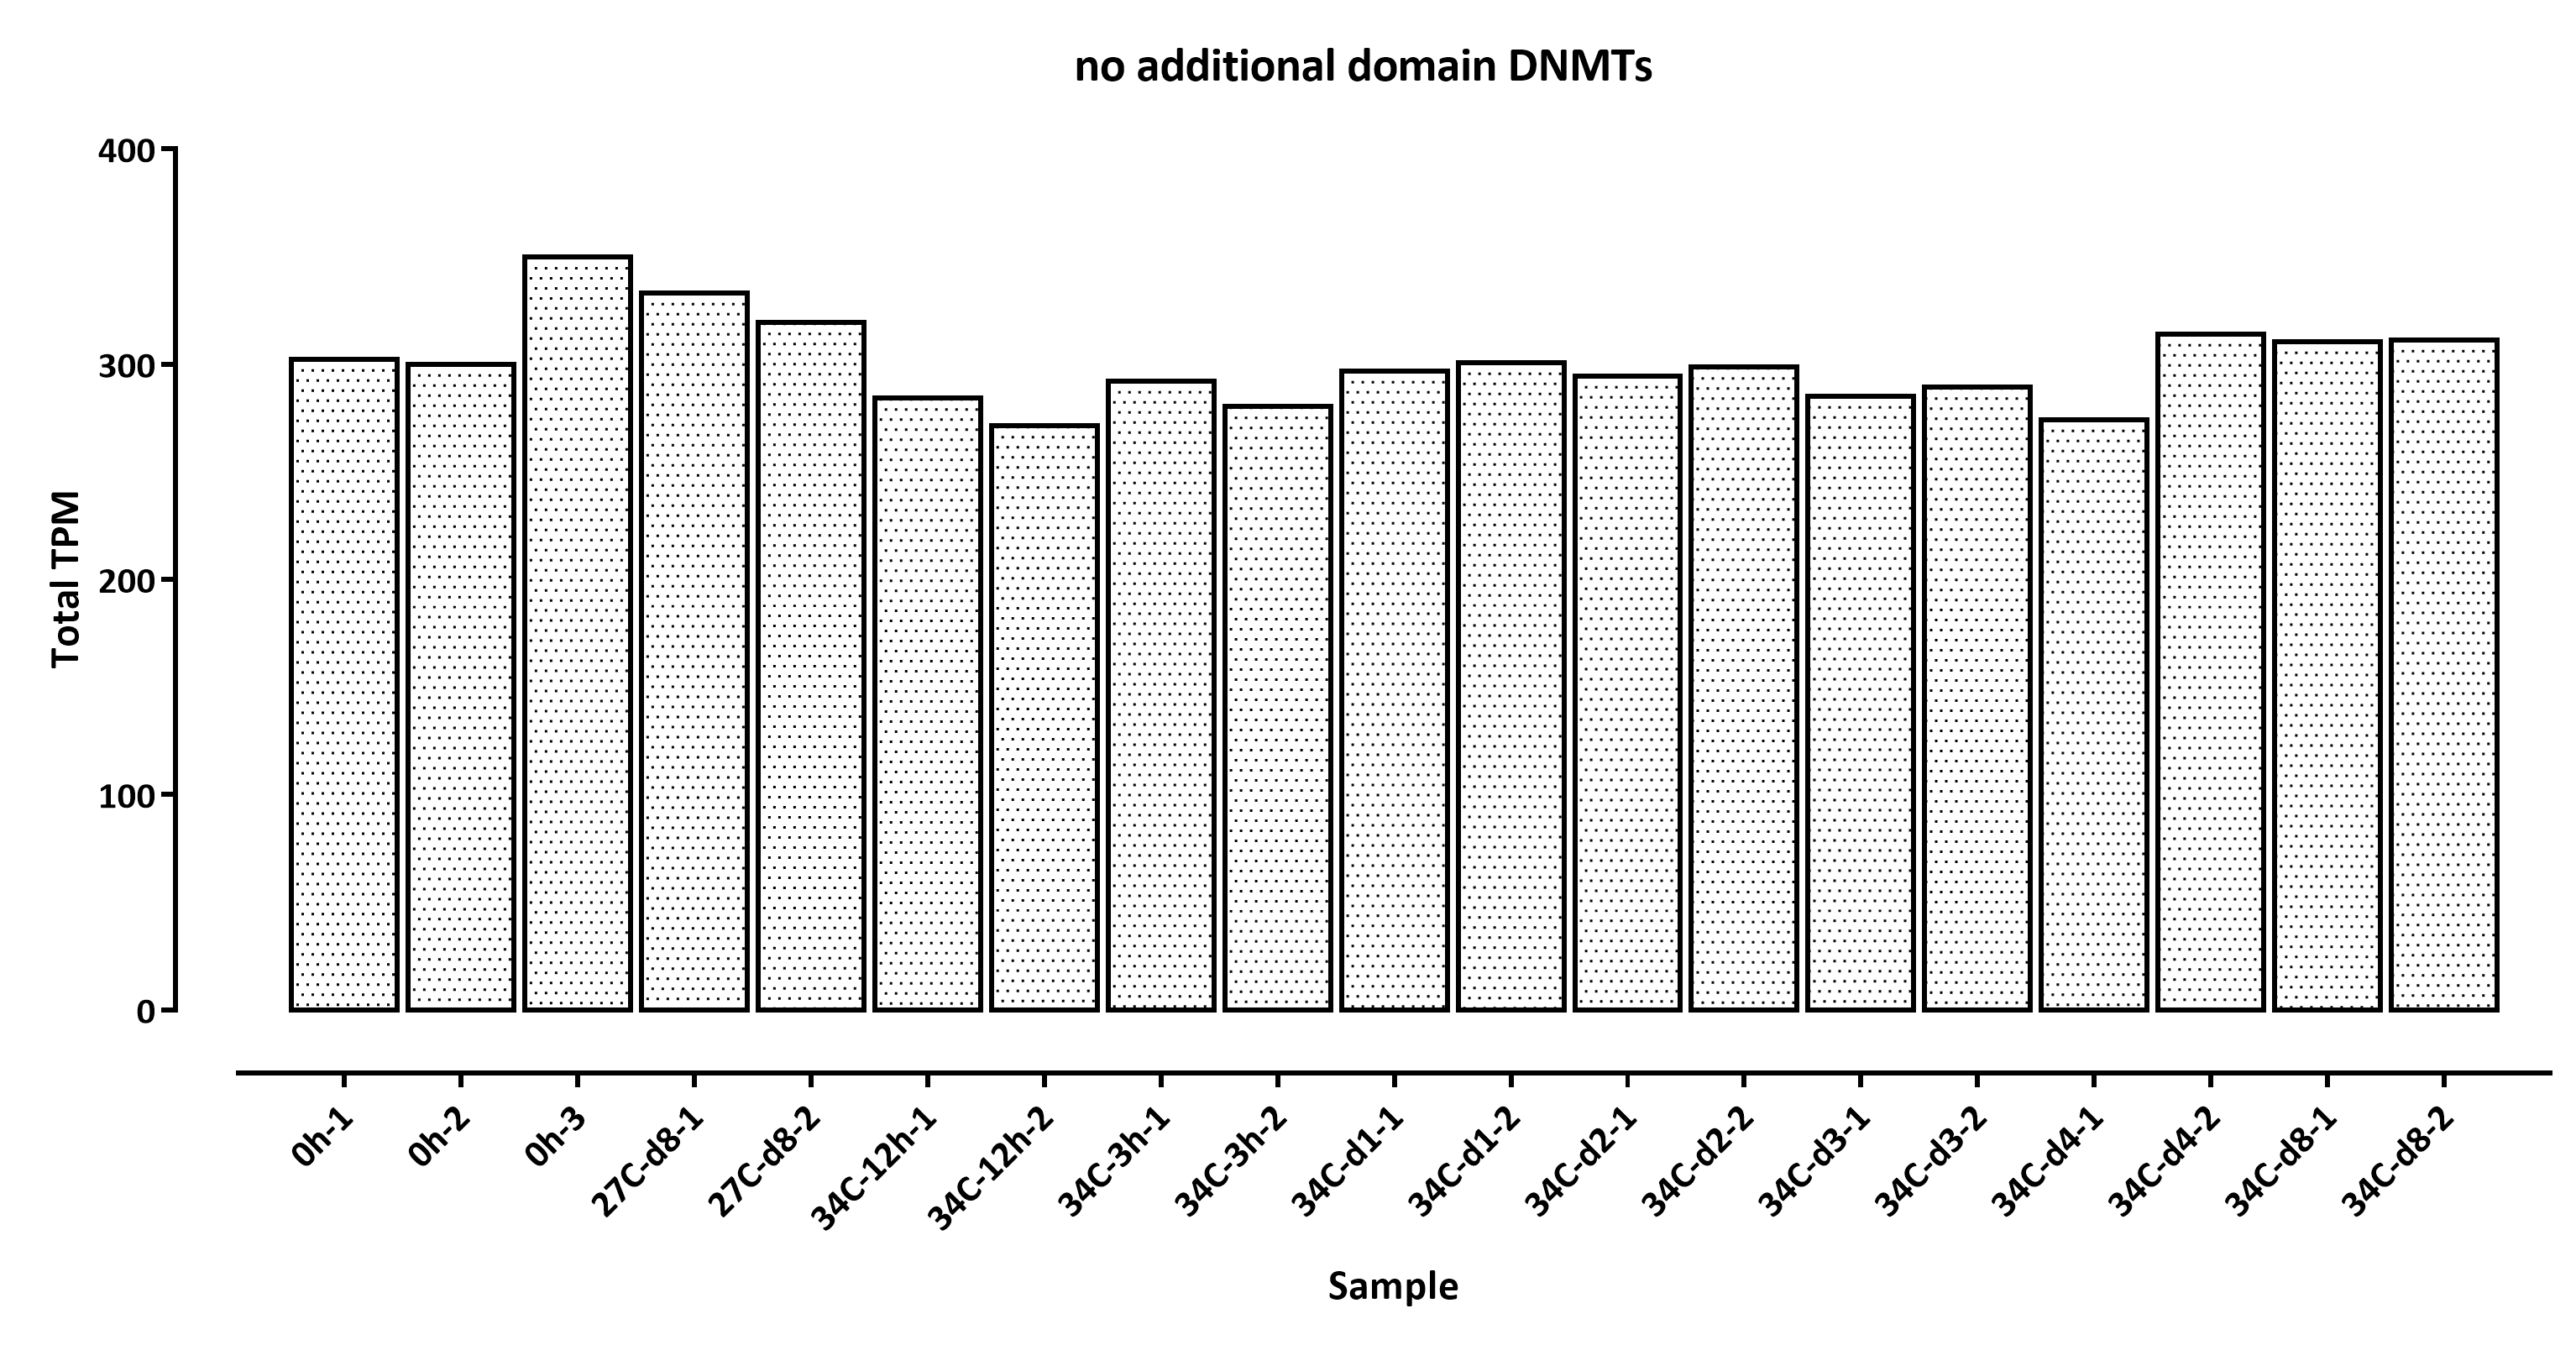 no additional domain DNMTs
Total TPM
400
300
200
100
0
0h-1
0h-2
0h-3
27C-d8-1
27C-d8-2
34C-12h-1
34C-12h-2
34C-3h-1
34C-3h-2
34C-d1-1
34C-d1-2
34C-d2-1
34C-d2-2
34C-d3-1
34C-d3-2
34C-d4-1
34C-d4-2
34C-d8-1
34C-d8-2
Sample